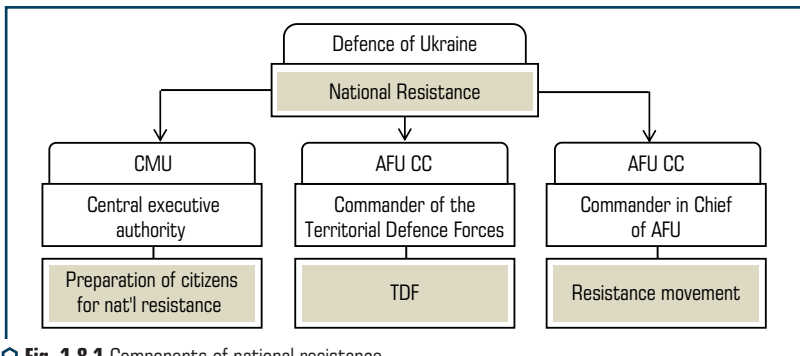 Defence of Ukraine
National Resistance
CMU
Central executive
authority
Preparation of citizens
for nat'l resistance
AFU CC
Commander of the
Territorial Defence Forces
TDF
AFU CC
Commander in Chief
of AFU
Resistance movement
Fig. 1.8.1 Components of national resistance